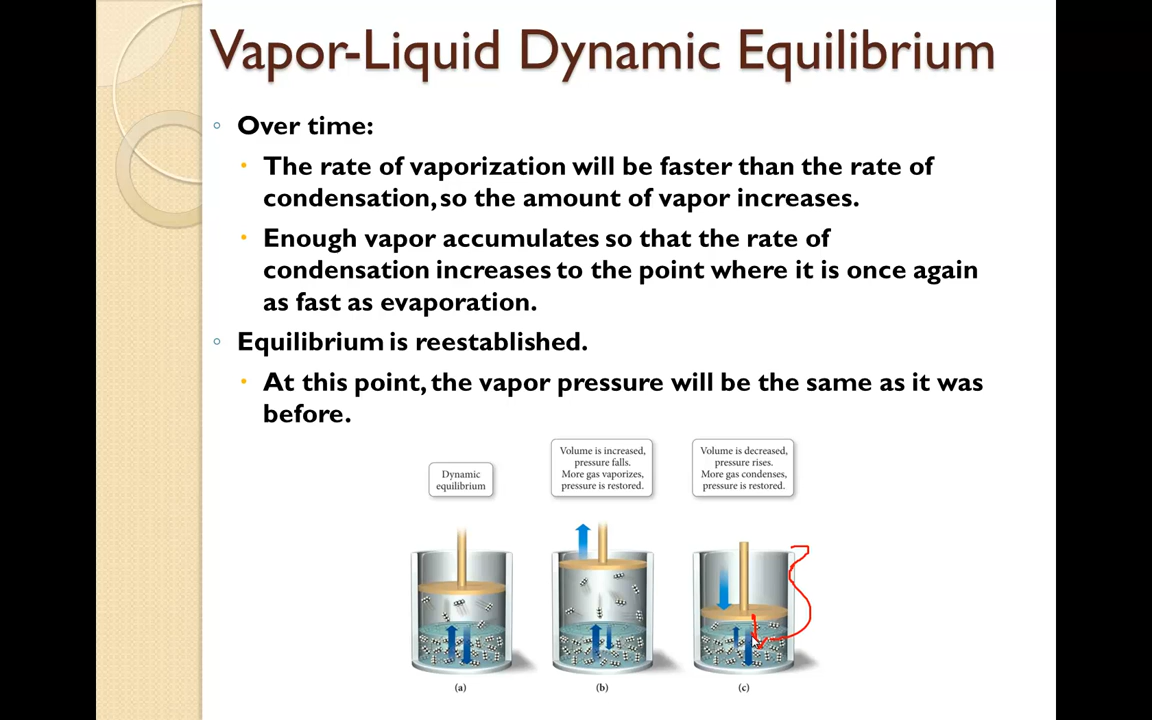 Vapor-Liquid Dynamic Equilibrium
Over time:
The rate of vaporization will be faster than the rate of
condensation, so the amount of vapor increases.
Enough vapor accumulates so that the rate of
condensation increases to the point where it is once again
as fast as evaporation.
Equilibrium is reestablished.
At this point, the vapor pressure will be the same as it was
before.
Dynamic
equilibrium
Volume is increased,
pressure falls.
More gas vaporizes,
pressure is restored.
Volume is decreased,
pressure rises.
More gas condenses,
pressure is restored.
(a)
(b)
(c)